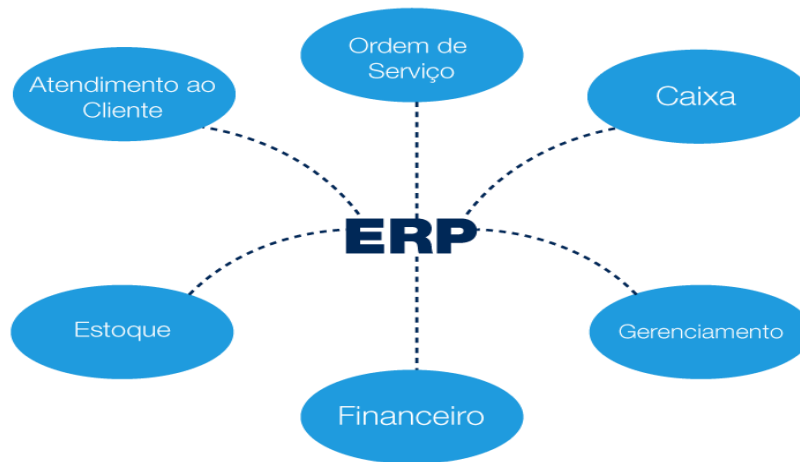 Ordem de
Serviço
Atendimento ao
Cliente
Caixa
ERP
Estoque
Gerenciamento
Financeiro